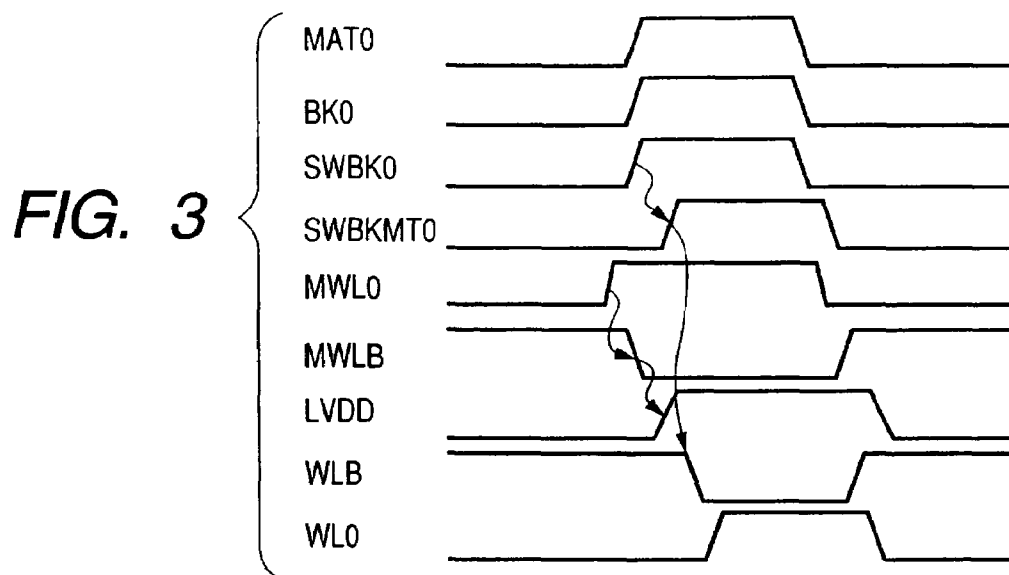 FIG. 3
MAT0
BK0
SWBK0
SWBKMT0
MWL0
MWLB
LVDD
WLB
WL0